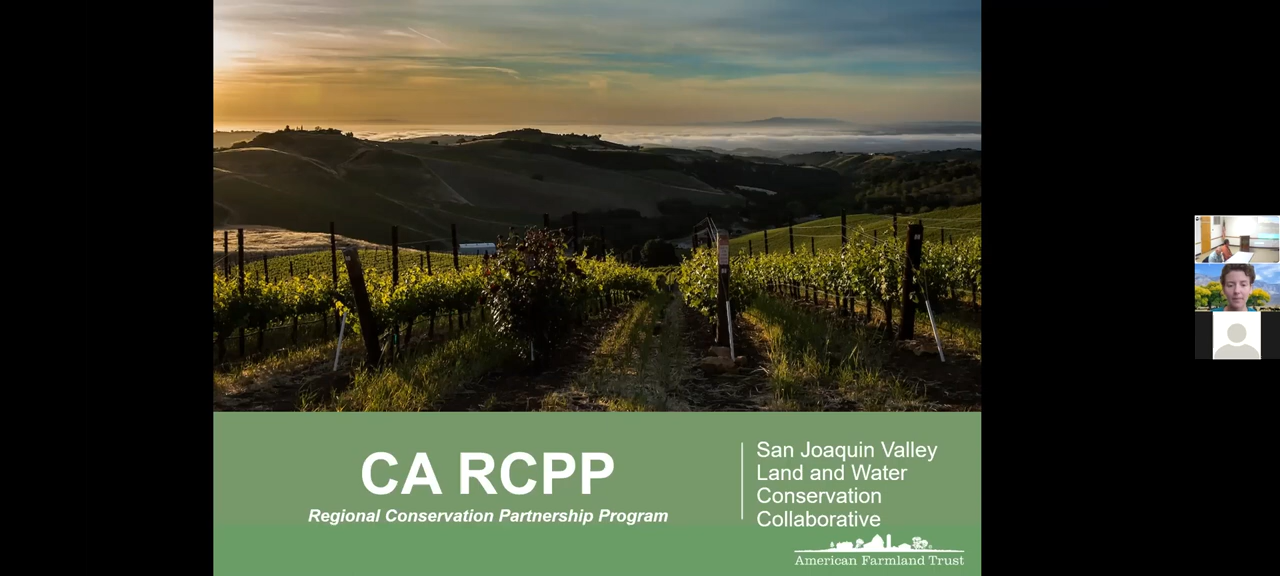 CA RCPP
Regional Conservation Partnership Program
San Joaquin Valley
Land and Water
Conservation
Collaborative
American Farmland Trust